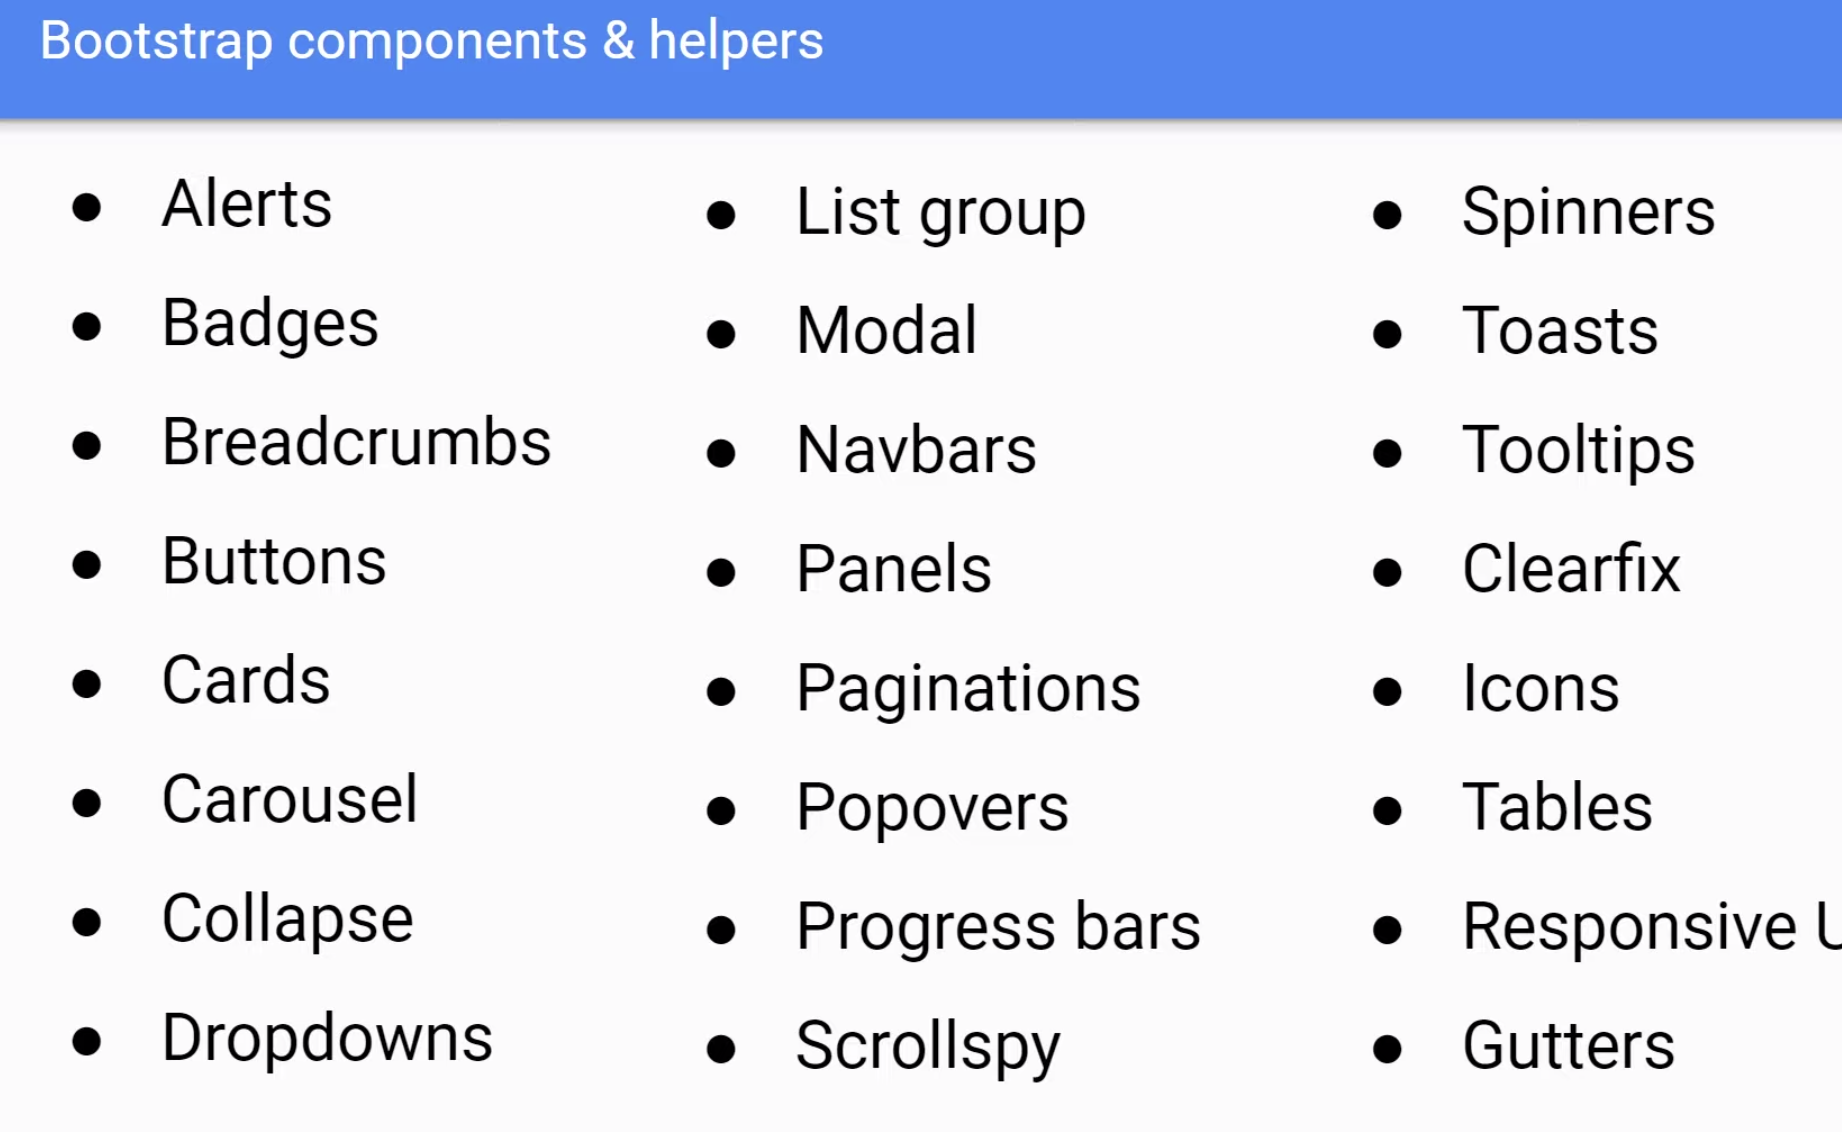 Bootstrap components & helpers
Alerts
Badges
Breadcrumbs
Buttons
Cards
Carousel
Collapse
Dropdowns
List group
Modal
Navbars
Panels
Paginations
Popovers
Progress bars
Scrollspy
Spinners
Toasts
Tooltips
Clearfix
Icons
Tables
Responsive
Gutters